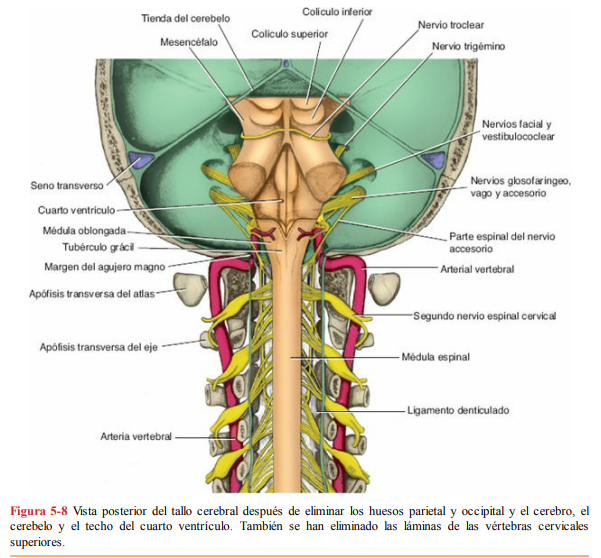 Colículo inferior
Tienda del cerebelo
Nervio troclear
Colículo superior
Mesencéfalo
Nervio trigémino
Nervios facial y
vestibulococlear
Seno transverso
Nervios glosofaríngeo,
vago y accesorio
Cuarto ventrículo
Médula oblongada
Parte espinal del nervio
accesorio
Tubérculo grácil
Margen del agujero magno
Arterial vertebral
Apófisis transversa del atlas
Segundo nervio espinal cervical
Apófisis transversa del eje
Médula espinal
Ligamento denticulado
Arteria vertebral
Figura 5-8 Vista posterior del tallo cerebral después de eliminar los huesos parietal y occipital y el cerebro, el
cerebelo y el techo del cuarto ventrículo. También se han eliminado las láminas de las vértebras cervicales
superiores.